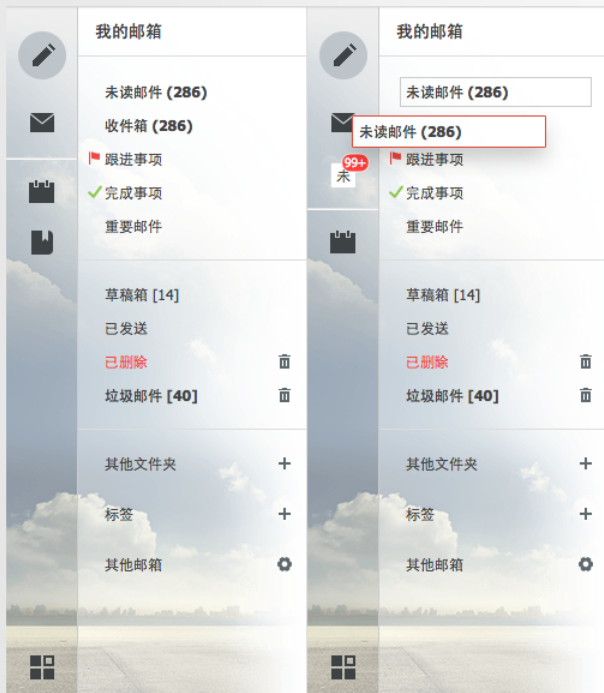 我的邮箱
未读邮件 (286)
收件箱 (286)
跟进事项
完成事项
重要邮件
草稿箱 [14]
已发送
已删除
垃圾邮件 [40]
其他文件夹
标签
其他邮箱
我的邮箱
未读邮件 (286)
未读邮件 (286)
99+
未
跟进事项
完成事项
重要邮件
草稿箱 [14]
已发送
已删除
垃圾邮件 [40]
其他文件夹
标签
其他邮箱